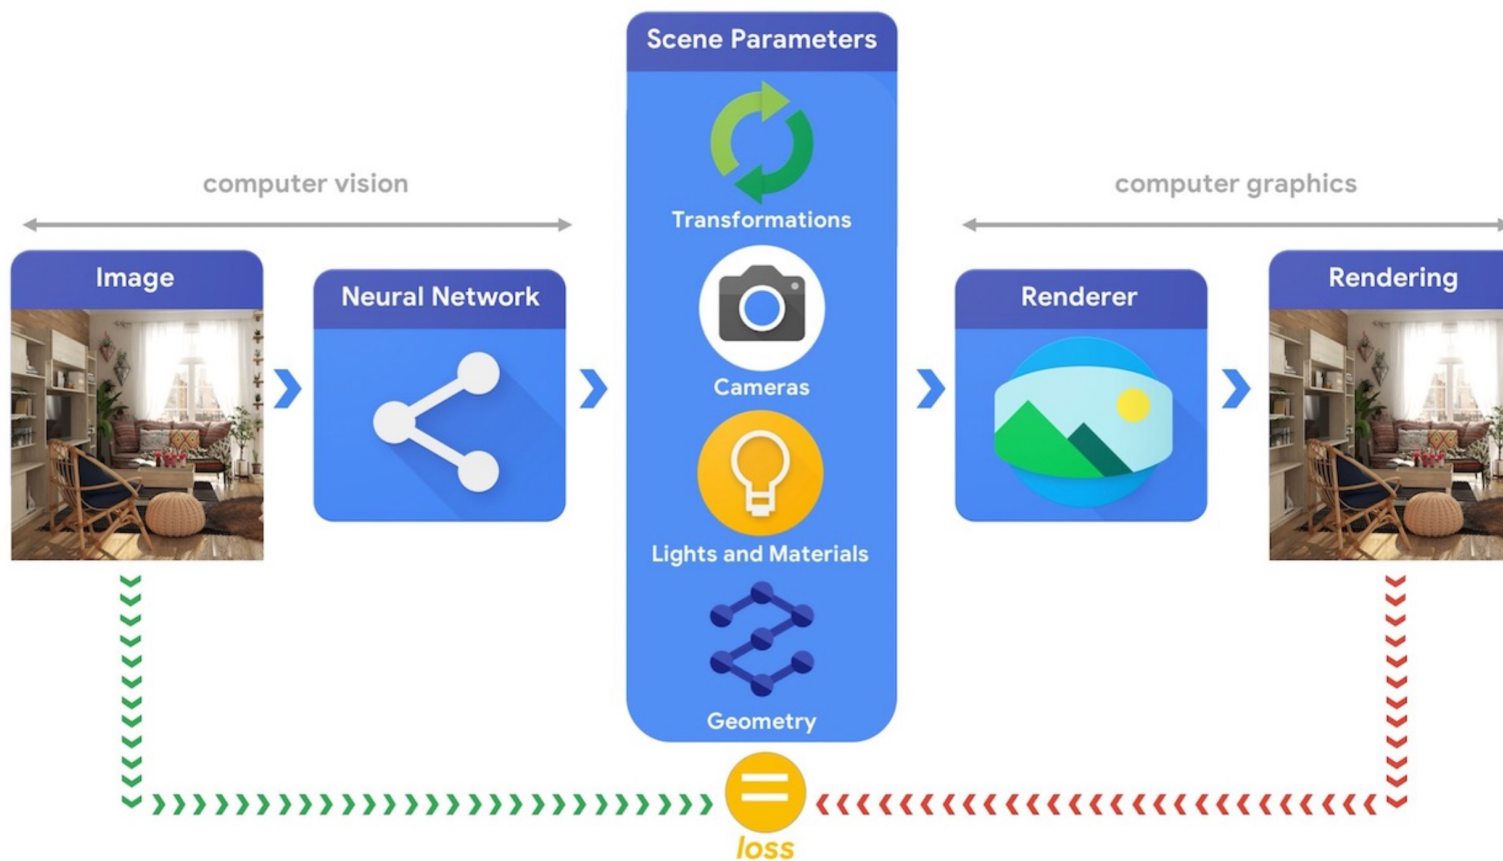 Scene Parameters
Transformations
Cameras
Lights and Materials
Geometry
computer vision
computer graphics
Image
Neural Network
Renderer
Rendering
loss